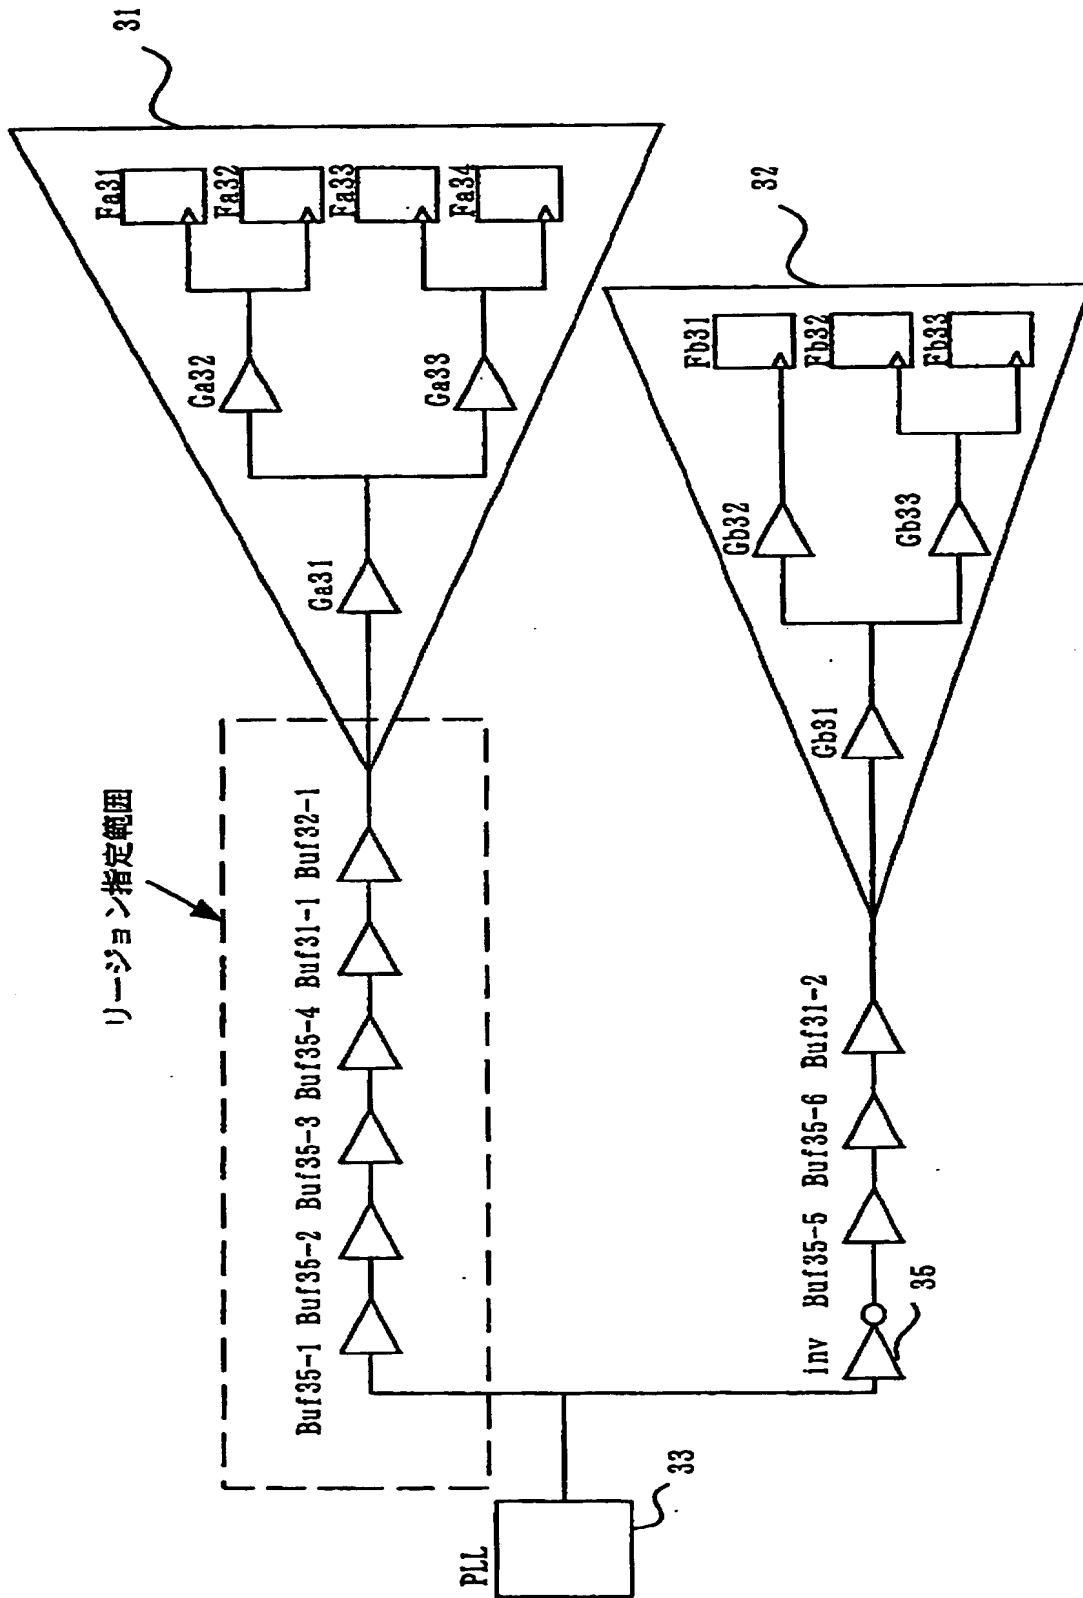 リージョン指定範囲
31
Fa31
Fa32
Fa33
Fa34
Ga32
Ga33
Ga31
Buf35-1 Buf35-2 Buf35-3 Buf35-4 Buf31-1 Buf32-1
PLL
33
32
Fb31
Fb32
Fb33
Gb32
Gb33
Gb31
inv Buf35-5 Buf35-6 Buf31-2
35